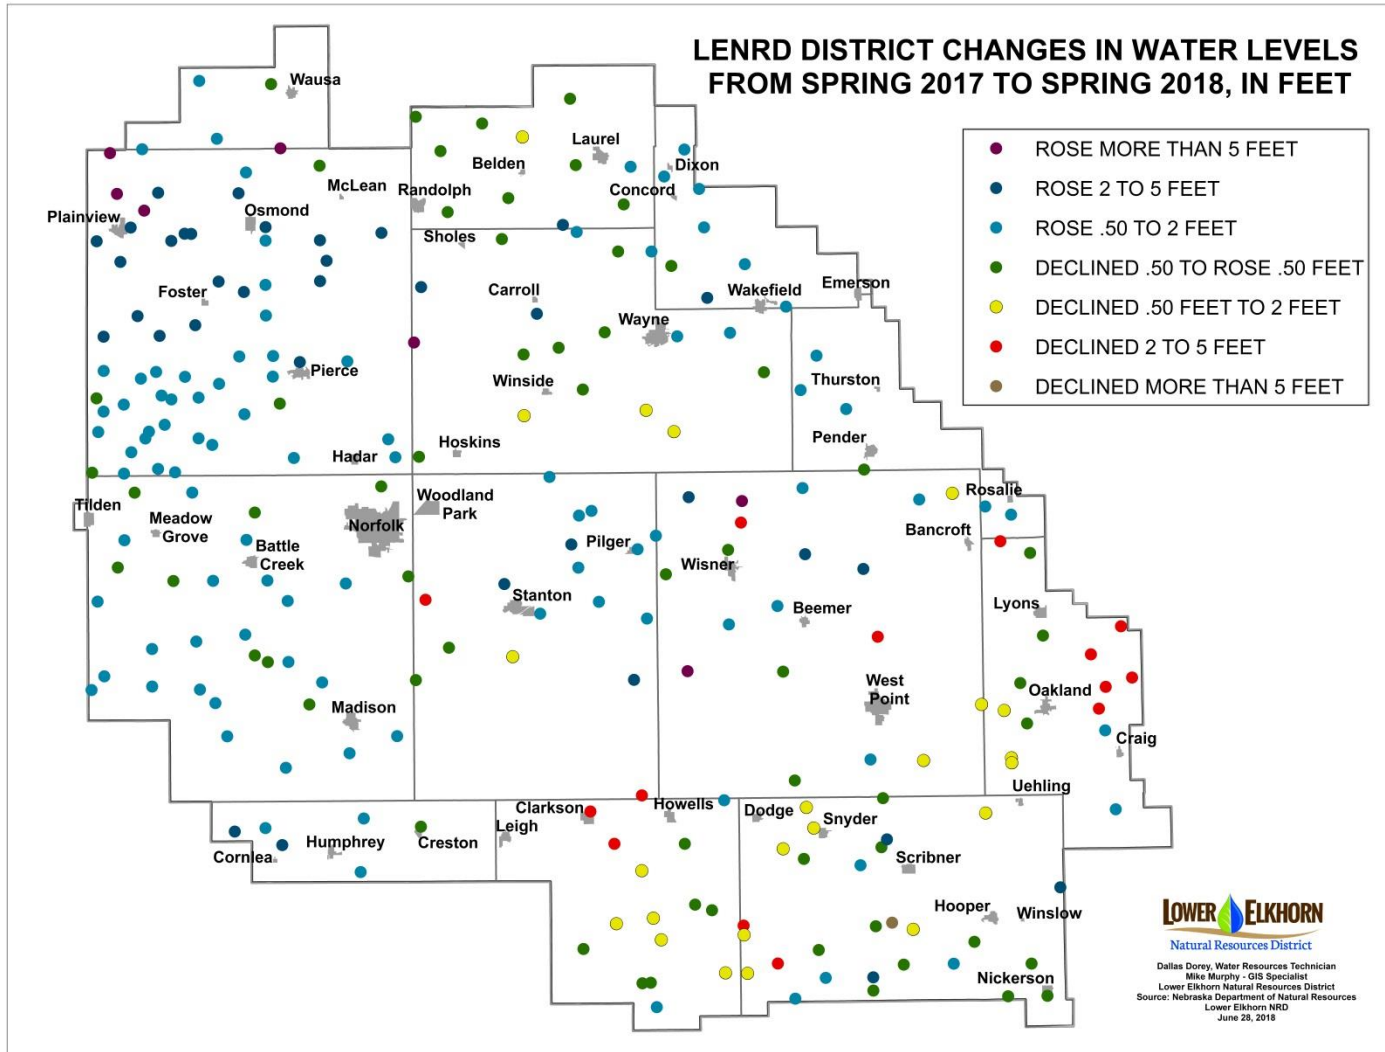 LENRD DISTRICT CHANGES IN WATER LEVELS
FROM SPRING 2017 TO SPRING 2018, IN FEET
ROSE MORE THAN 5 FEET
ROSE 2 TO 5 FEET
ROSE .50 TO 2 FEET
DECLINED .50 TO ROSE .50 FEET
DECLINED .50 FEET TO 2 FEET
DECLINED 2 TO 5 FEET
DECLINED MORE THAN 5 FEET
Wausa
Laurel
Belden
Dixon
McLean
Randolph
Concord
Plainview
Osmond
Sholes
Foster
Carroll
Wakefield
Emerson
Wayne
Pierce
Winside
Thurston
Hoskins
Pender
Hadar
Tilden
Meadow
Grove
Woodland
Park
Norfolk
Rosalie
Bancroft
Battle
Creek
Pilger
Wisner
Stanton
Beemer
Lyons
West
Point
Oakland
Madison
Craig
Uehling
Clarkson
Howells
Dodge
Snyder
Leigh
Creston
Humphrey
Cornlea
Scribner
Hooper
Winslow
Nickerson
LOWER ELKHORN
Natural Resources District
Dallas Dorey, Water Resources Technician
Mike Murphy - GIS Specialist
Lower Elkhorn Natural Resources District
Source: Nebraska Department of Natural Resources
Lower Elkhorn NRD
June 28, 2018